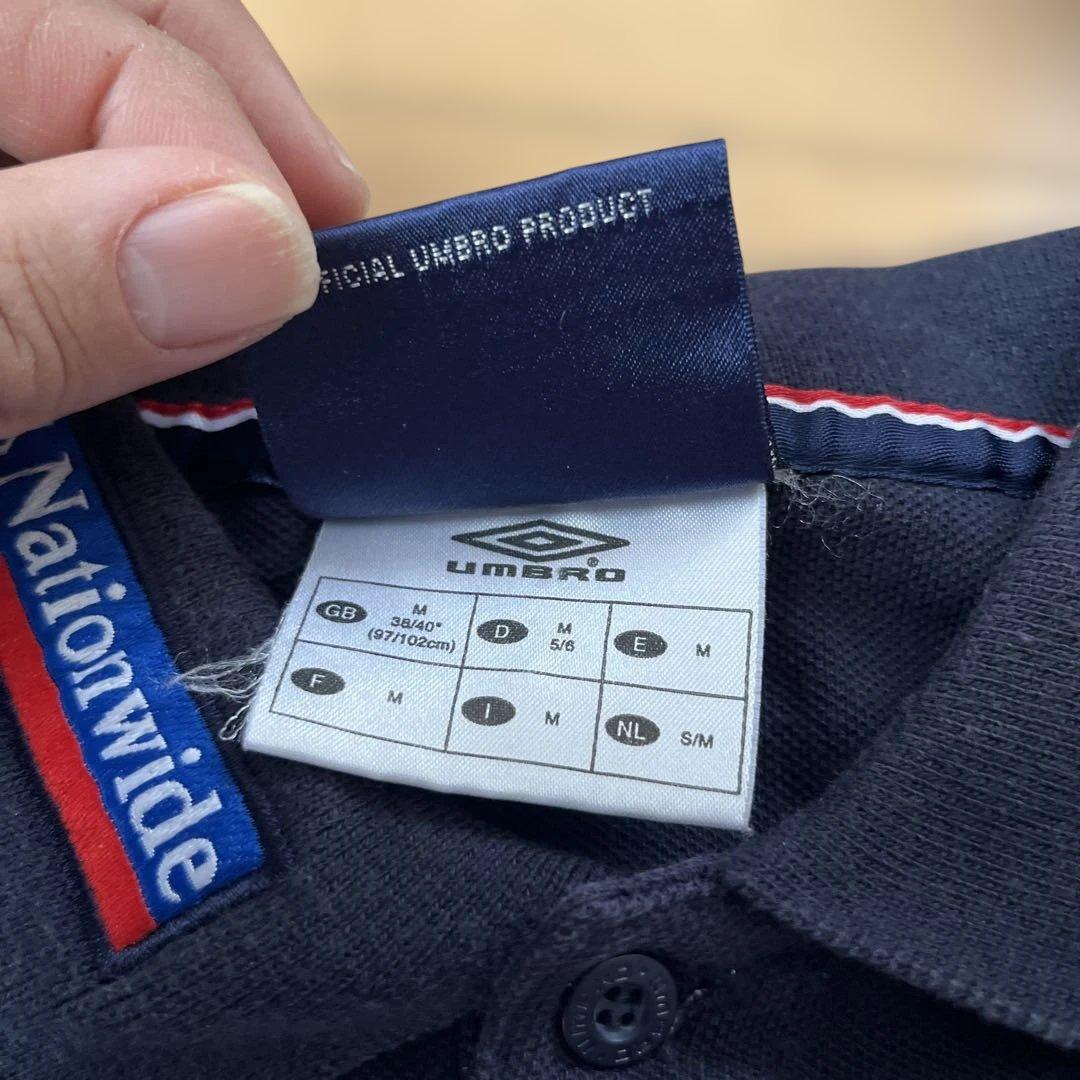 FICIAL UMBRO PRODUCT
UMBRO®
GB M
38/40"
(97/102cm)
D M
5/6
E M
F M
I M
NL S/M
Nationwide